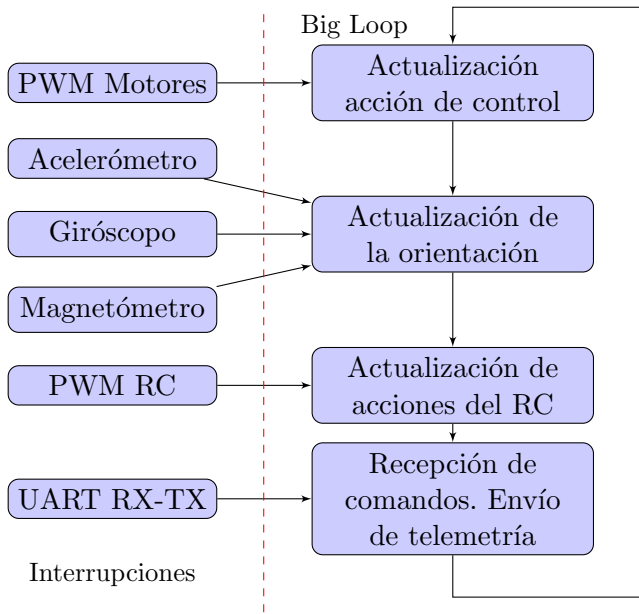 Big Loop
PWM Motores
Actualización
acción de control
Acelerómetro
Giróscopo
Magnetómetro
Actualización de
la orientación
PWM RC
Actualización de
acciones del RC
UART RX-TX
Recepción de
comandos. Envío
de telemetría
Interrupciones